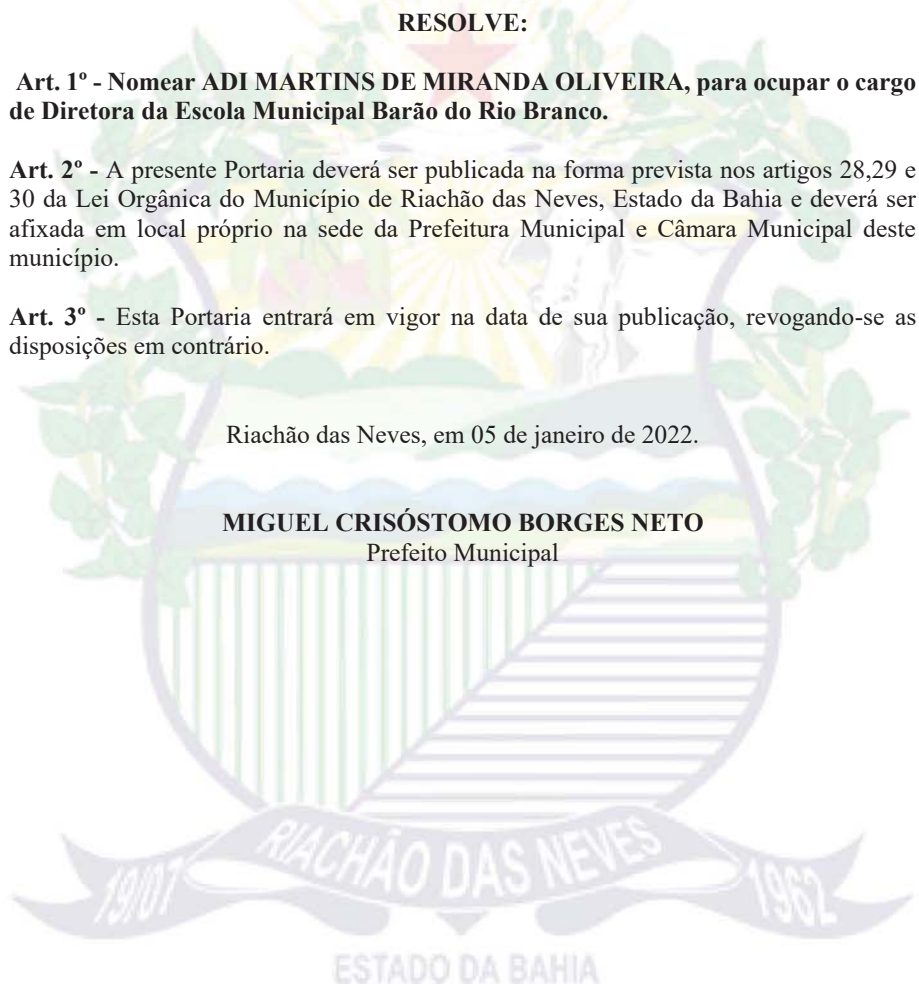 RESOLVE:
Art. 1º - Nomear ADI MARTINS DE MIRANDA OLIVEIRA, para ocupar o cargo
de Diretora da Escola Municipal Barão do Rio Branco.
Art. 2º - A presente Portaria deverá ser publicada na forma prevista nos artigos 28,29 e
30 da Lei Orgânica do Município de Riachão das Neves, Estado da Bahia e deverá ser
afixada em local próprio na sede da Prefeitura Municipal e Câmara Municipal deste
município.
Art. 3º - Esta Portaria entrará em vigor na data de sua publicação, revogando-se as
disposições em contrário.
Riachão das Neves, em 05 de janeiro de 2022.
MIGUEL CRISÓSTOMO BORGES NETO
Prefeito Municipal
19/07 RIACHÃO DAS NEVES 1962
ESTADO DA BAHIA